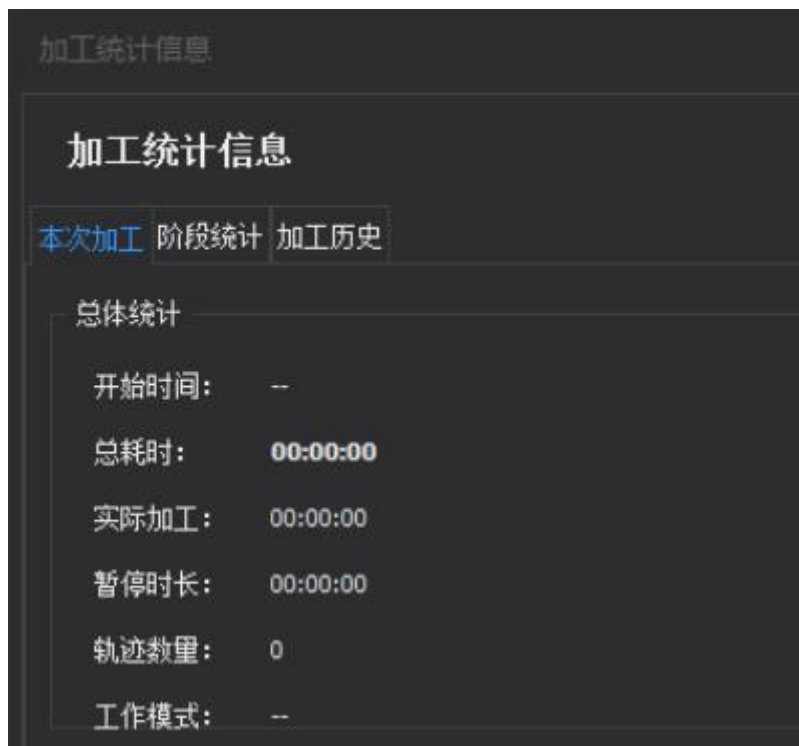 加工统计信息
加工统计信息
本次加工 阶段统计 加工历史
总体统计
开始时间： --
总耗时： 00:00:00
实际加工： 00:00:00
暂停时长： 00:00:00
轨迹数量： 0
工作模式： --